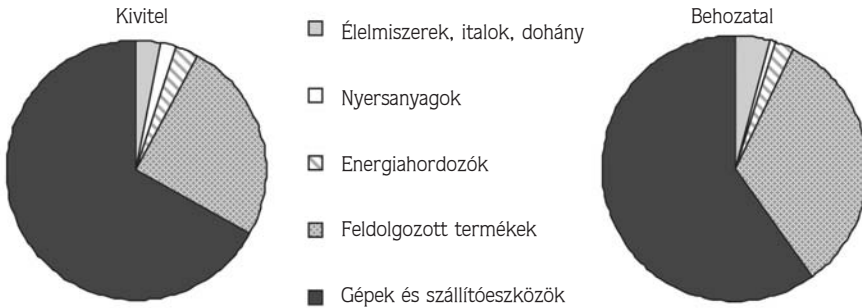 Kivitel
Behozatal
Élelmiszerek, italok, dohány
Nyersanyagok
Energiahordozók
Feldolgozott termékek
Gépek és szállítóeszközök